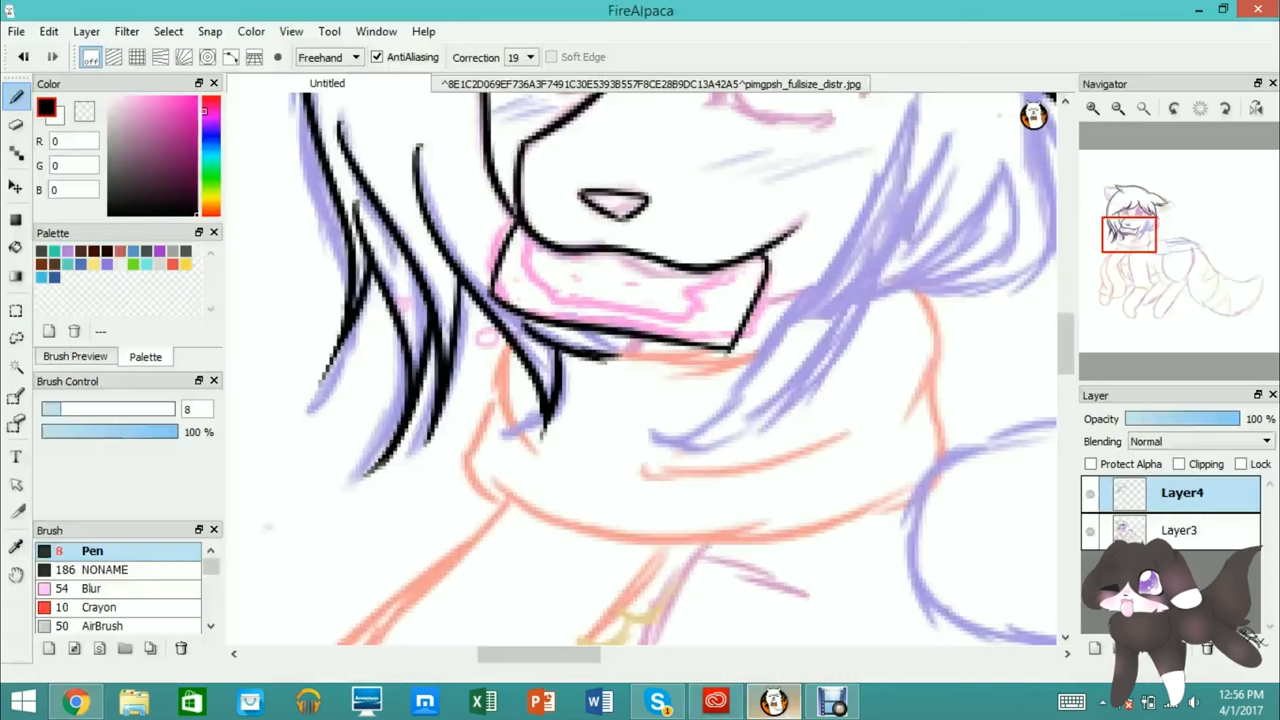 FireAlpaca
File Edit Layer Filter Select Snap Color View Tool Window Help
off Freehand AntiAliasing Correction 19 Soft Edge
Color Untitled ^8E1C2D069EF736A3F7491C30E5393B557F8CE28B9DC13A42A5^pimgpsh_fullsize_distr.jpg Navigator
R 0
G 0
B 0
Palette
---
Brush Preview Palette
Brush Control
8
100 %
Brush
8 Pen
186 NONAME
54 Blur
10 Crayon
50 AirBrush
Layer
Opacity 100 %
Blending Normal
Protect Alpha Clipping Lock
Layer4
Layer3
12:56 PM
4/1/2017